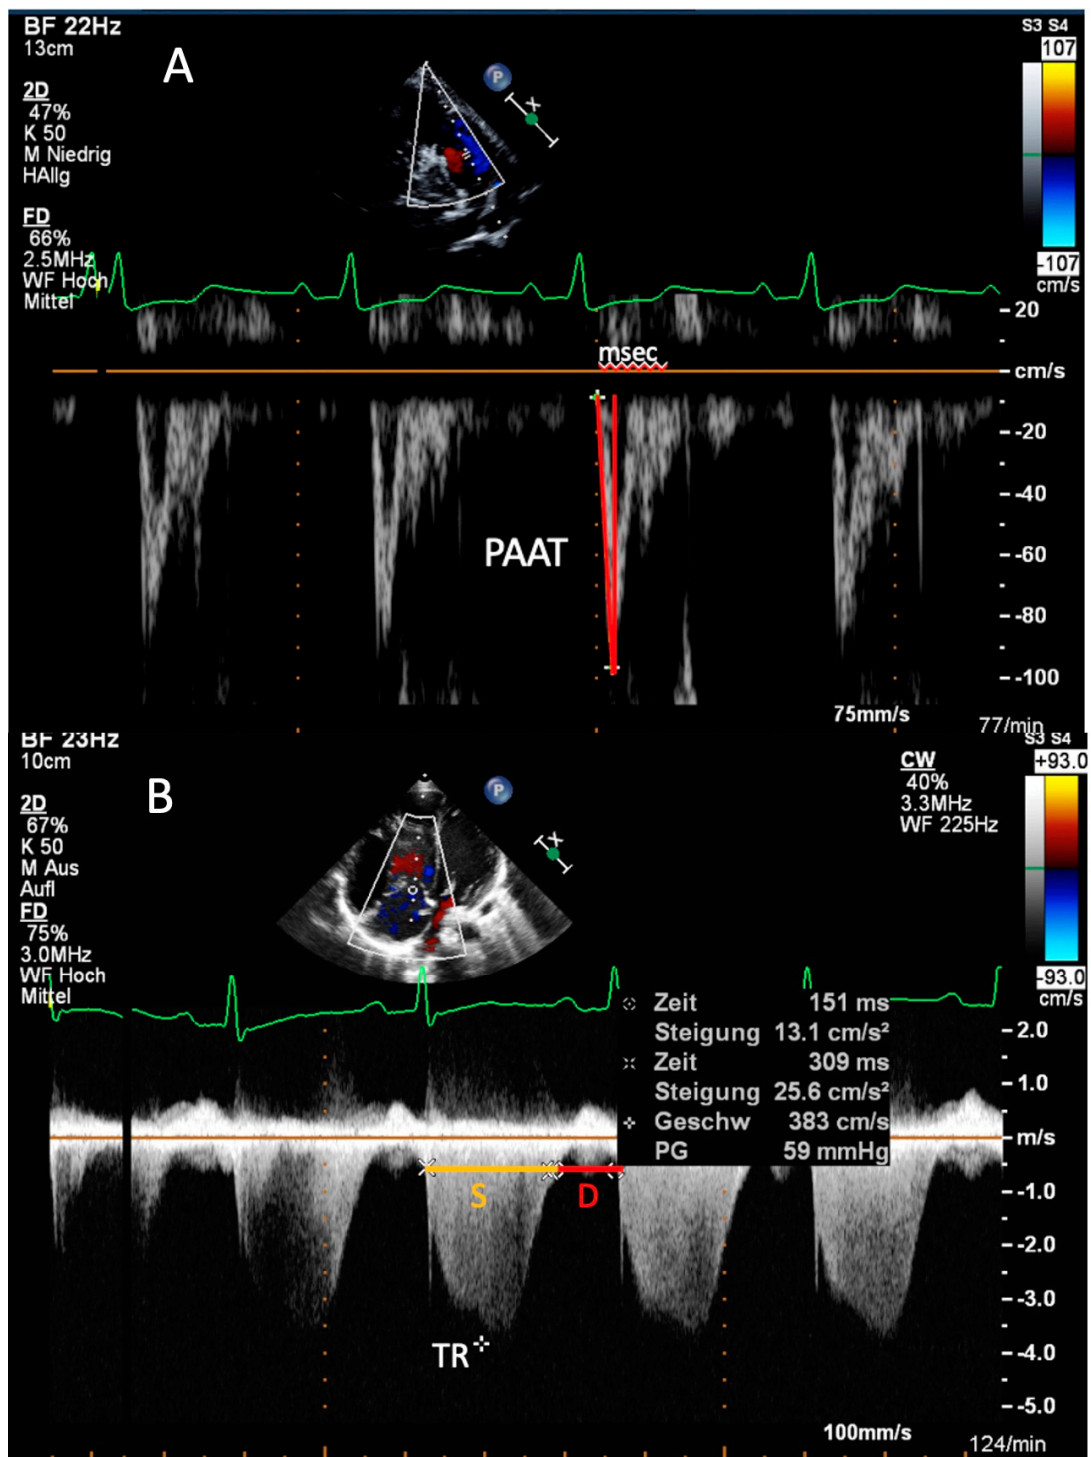 BF 22Hz
13cm
A
P
X
S3 S4
107
2D
47%
K 50
M Niedrig
HAllg
FD
66%
2.5MHz
WF Hoch
Mittel
-107
cm/s
20
msec
cm/s
-20
-40
-60
PAAT
-80
-100
75mm/s
77/min
BF 23Hz
10cm
B
P
X
CW
40%
3.3MHz
WF 225Hz
S3 S4
+93.0
2D
67%
K 50
M Aus
Aufl
FD
75%
3.0MHz
WF Hoch
Mittel
-93.0
cm/s
Zeit 151 ms
Steigung 13.1 cm/s²
Zeit 309 ms
Steigung 25.6 cm/s²
Geschw 383 cm/s
PG 59 mmHg
2.0
1.0
m/s
-1.0
S
D
-2.0
-3.0
TR
-4.0
-5.0
100mm/s
124/min